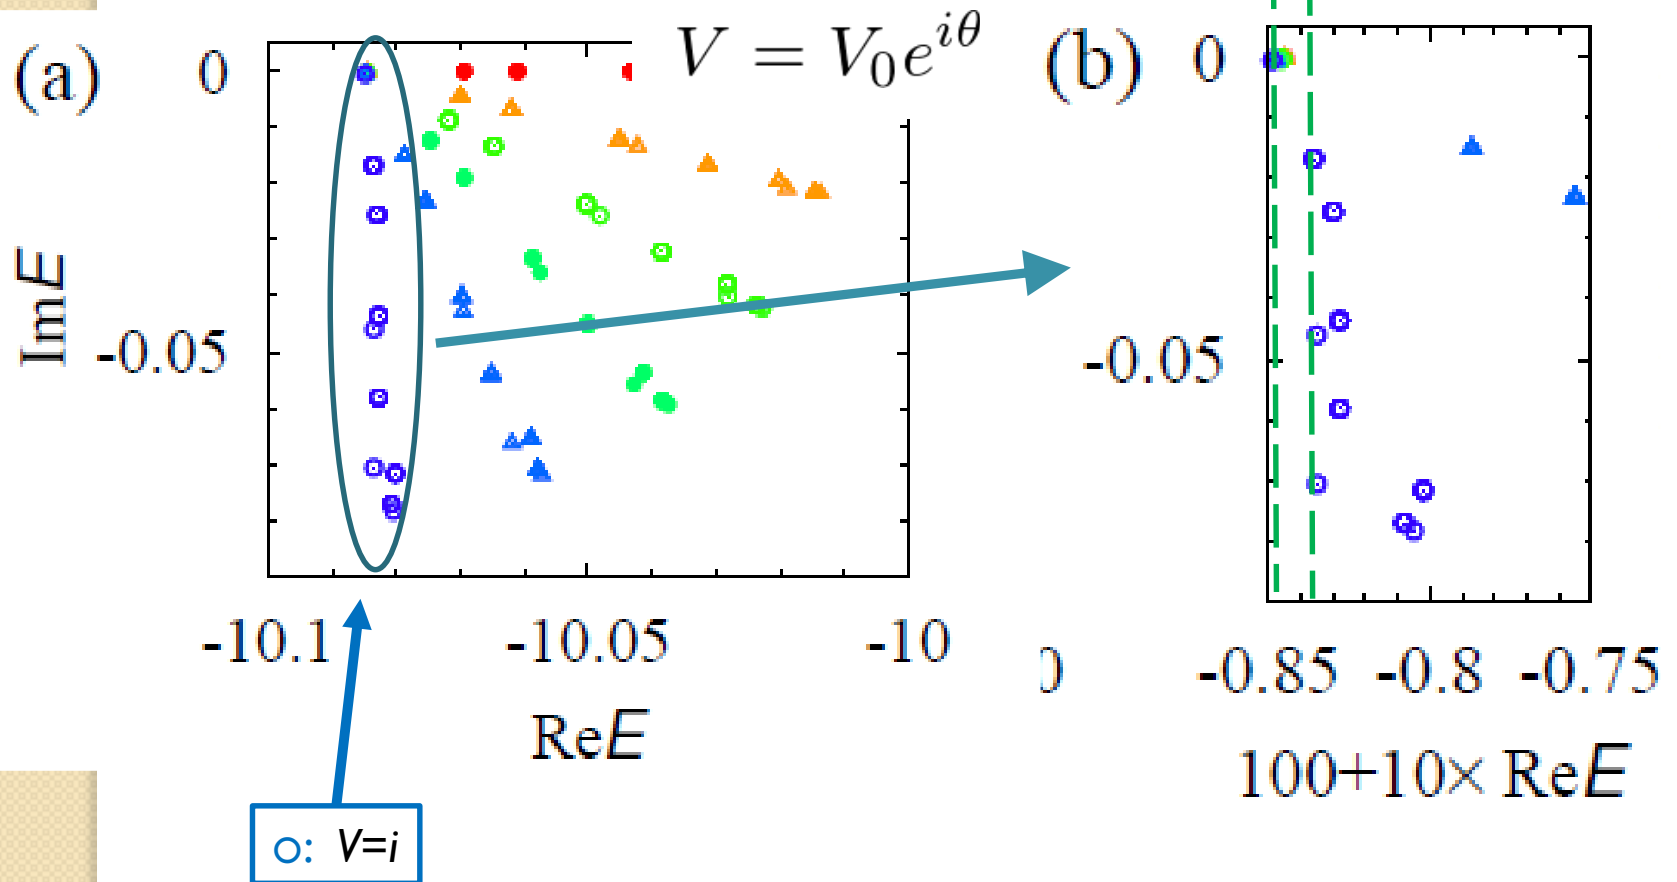 (a)
V = V₀e^{iθ}
(b)
0
-0.05
ImE
-10.1 -10.05 -10
ReE
○: V=i
0
-0.05
0 -0.85 -0.8 -0.75
100+10× ReE